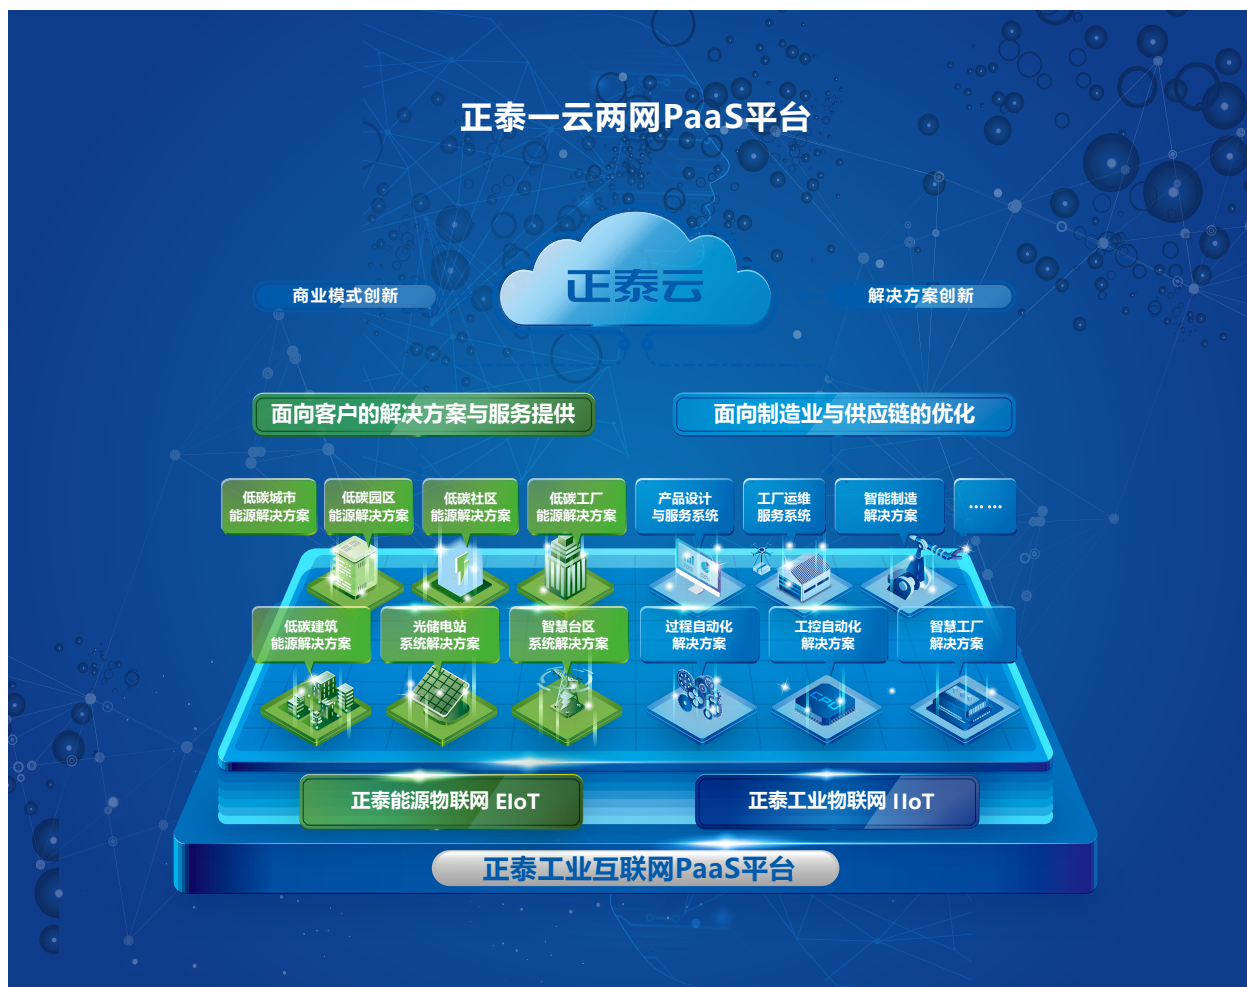 正泰一云两网PaaS平台
正泰云
商业模式创新
解决方案创新
面向客户的解决方案与服务提供
面向制造业与供应链的优化
低碳城市
能源解决方案
低碳园区
能源解决方案
低碳社区
能源解决方案
低碳工厂
能源解决方案
产品设计
与服务系统
工厂运维
服务系统
智能制造
解决方案
……
低碳建筑
能源解决方案
光储电站
系统解决方案
智慧台区
系统解决方案
过程自动化
解决方案
工控自动化
解决方案
智慧工厂
解决方案
CPU
正泰能源物联网 EIoT
正泰工业物联网 IIoT
正泰工业互联网PaaS平台